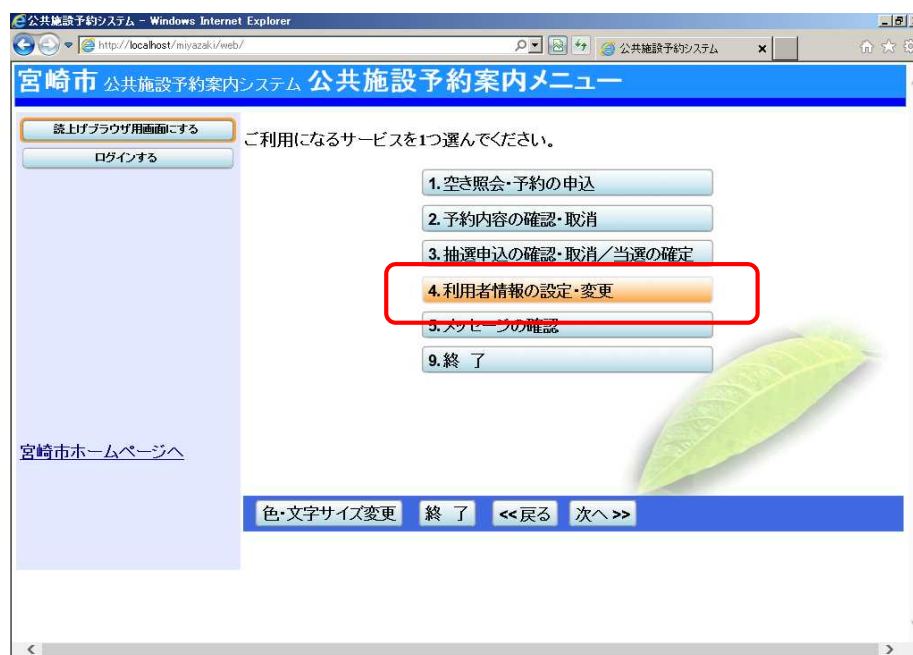 公共施設予約システム - Windows Internet Explorer
http://localhost/miyazaki/web/
公共施設予約システム
宮崎市 公共施設予約案内システム 公共施設予約案内メニュー
読上げブラウザ用画面にする
ログインする
ご利用になるサービスを1つ選んでください。
1.空き照会・予約の申込
2.予約内容の確認・取消
3.抽選申込の確認・取消／当選の確定
4.利用者情報の設定・変更
5.メッセージの確認
9.終 了
宮崎市ホームページへ
色・文字サイズ変更 終 了 <<戻る 次へ>>